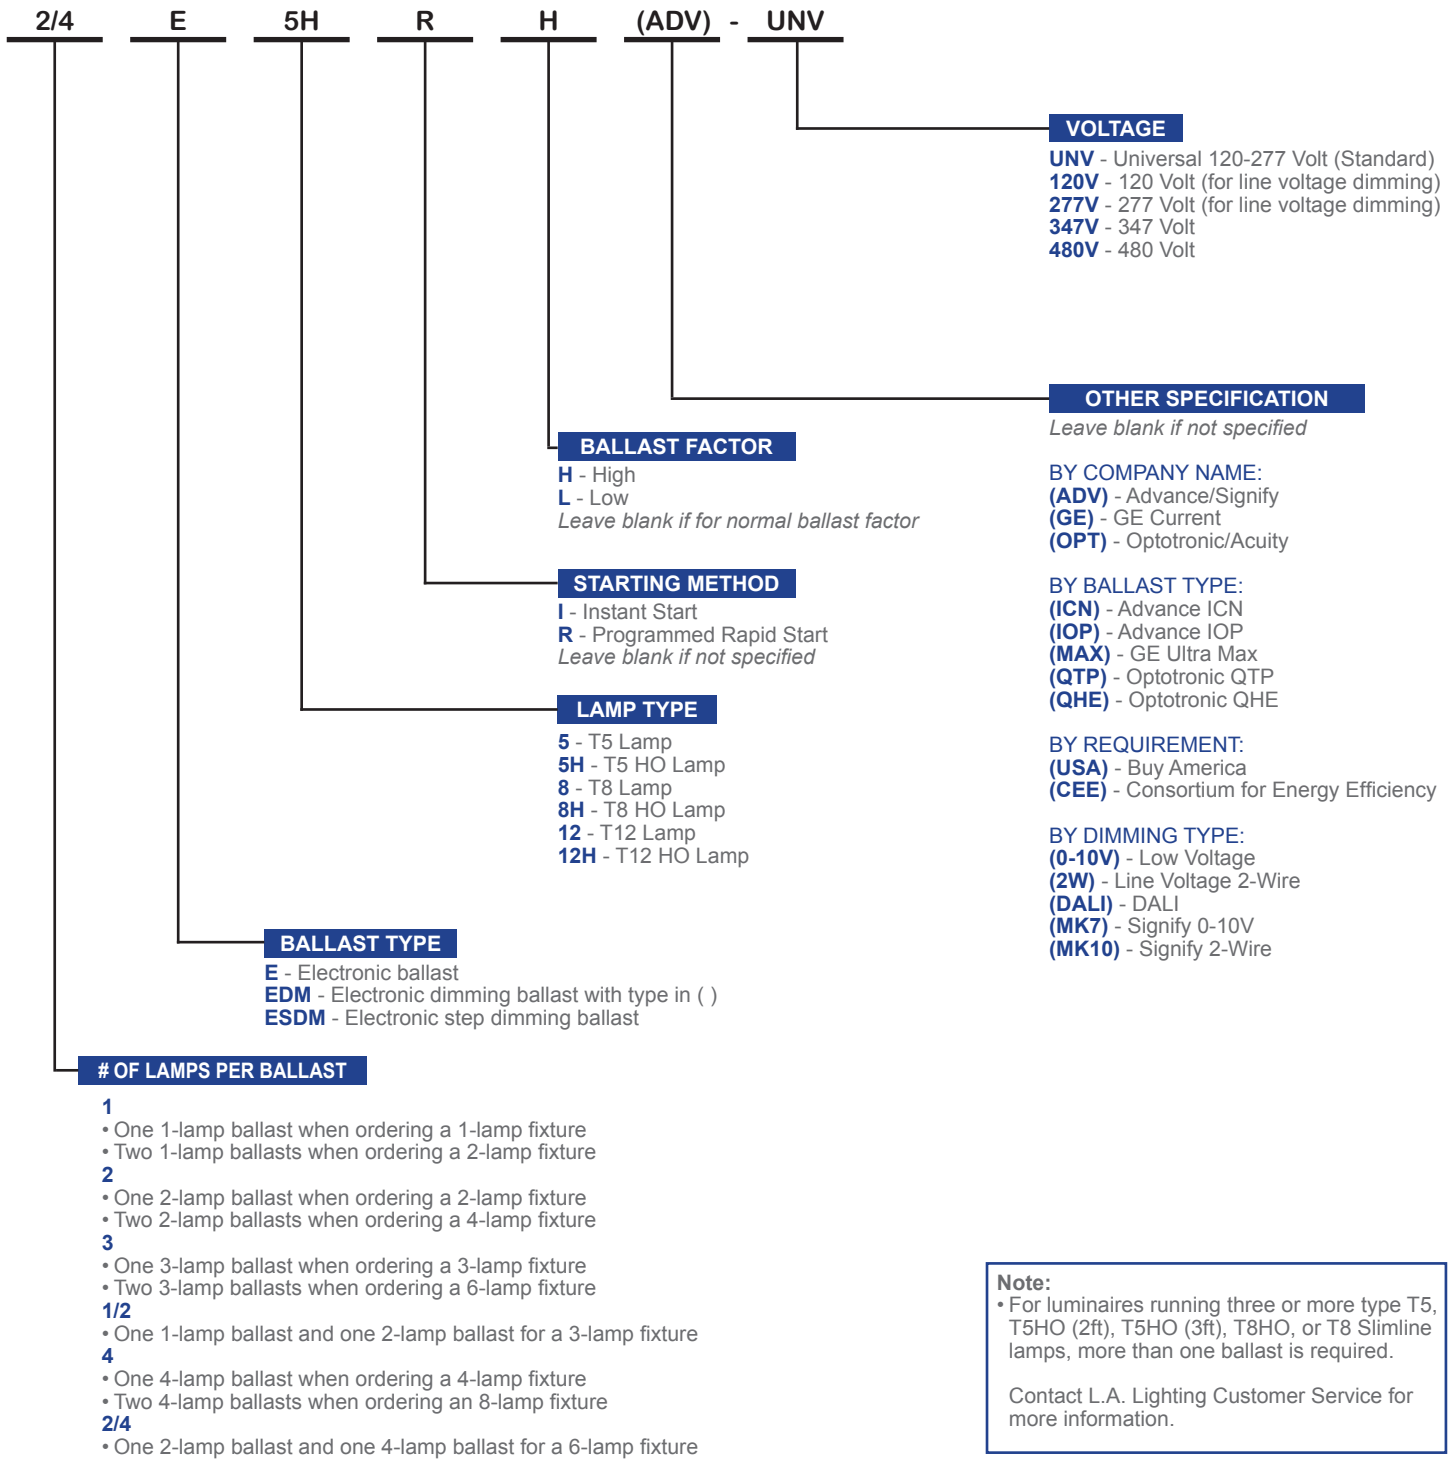 2/4 E 5H R H (ADV) - UNV
VOLTAGE
UNV - Universal 120-277 Volt (Standard)
120V - 120 Volt (for line voltage dimming)
277V - 277 Volt (for line voltage dimming)
347V - 347 Volt
480V - 480 Volt
OTHER SPECIFICATION
Leave blank if not specified
BY COMPANY NAME:
(ADV) - Advance/Signify
(GE) - GE Current
(OPT) - Optotronic/Acuity
BY BALLAST TYPE:
(ICN) - Advance ICN
(IOP) - Advance IOP
(MAX) - GE Ultra Max
(QTP) - Optotronic QTP
(QHE) - Optotronic QHE
BY REQUIREMENT:
(USA) - Buy America
(CEE) - Consortium for Energy Efficiency
BY DIMMING TYPE:
(0-10V) - Low Voltage
(2W) - Line Voltage 2-Wire
(DALI) - DALI
(MK7) - Signify 0-10V
(MK10) - Signify 2-Wire
BALLAST FACTOR
H - High
L - Low
Leave blank if for normal ballast factor
STARTING METHOD
I - Instant Start
R - Programmed Rapid Start
Leave blank if not specified
LAMP TYPE
5 - T5 Lamp
5H - T5 HO Lamp
8 - T8 Lamp
8H - T8 HO Lamp
12 - T12 Lamp
12H - T12 HO Lamp
BALLAST TYPE
E - Electronic ballast
EDM - Electronic dimming ballast with type in ( )
ESDM - Electronic step dimming ballast
# OF LAMPS PER BALLAST
1
• One 1-lamp ballast when ordering a 1-lamp fixture
• Two 1-lamp ballasts when ordering a 2-lamp fixture
2
• One 2-lamp ballast when ordering a 2-lamp fixture
• Two 2-lamp ballasts when ordering a 4-lamp fixture
3
• One 3-lamp ballast when ordering a 3-lamp fixture
• Two 3-lamp ballasts when ordering a 6-lamp fixture
1/2
• One 1-lamp ballast and one 2-lamp ballast for a 3-lamp fixture
4
• One 4-lamp ballast when ordering a 4-lamp fixture
• Two 4-lamp ballasts when ordering an 8-lamp fixture
2/4
• One 2-lamp ballast and one 4-lamp ballast for a 6-lamp fixture
Note:
• For luminaires running three or more type T5,
T5HO (2ft), T5HO (3ft), T8HO, or T8 Slimline
lamps, more than one ballast is required.
Contact L.A. Lighting Customer Service for
more information.